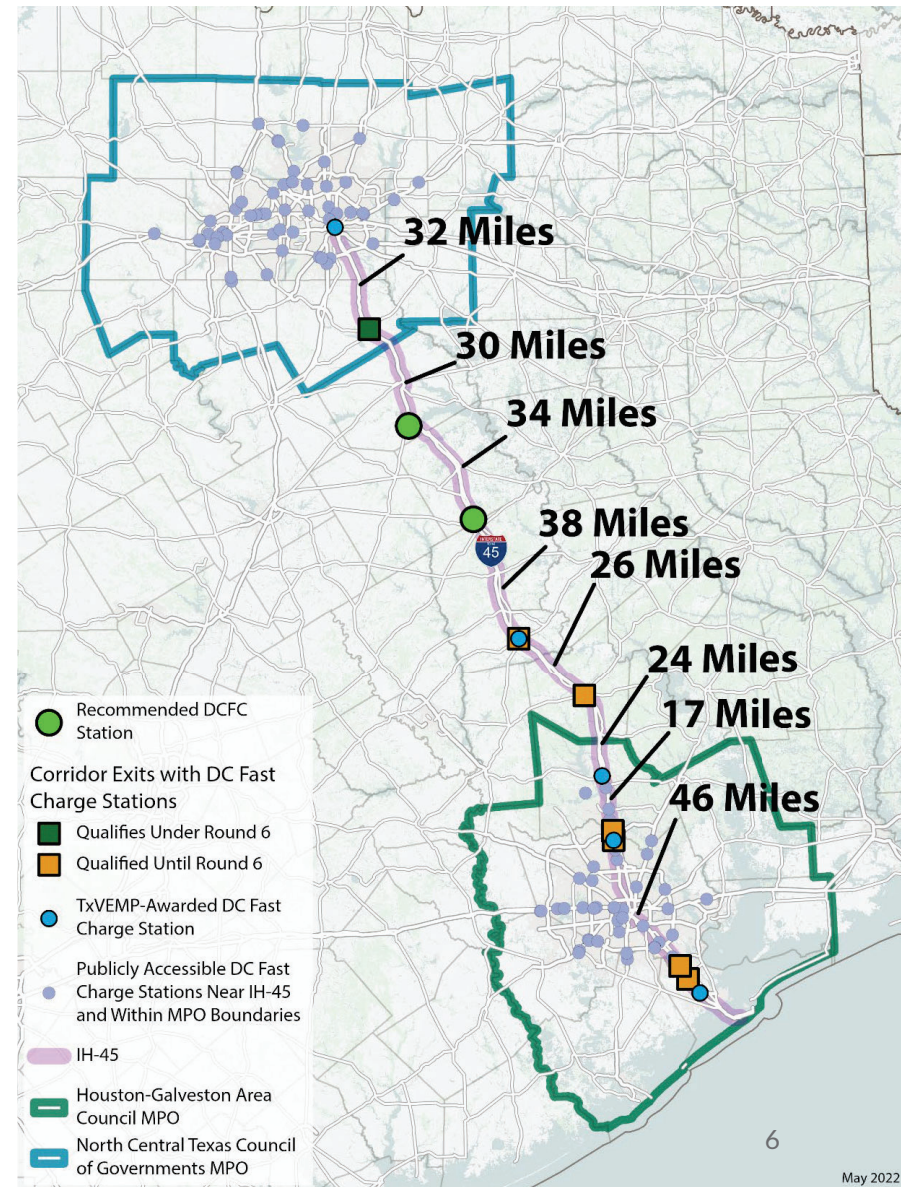 32 Miles
30 Miles
34 Miles
38 Miles
INTERSTATE
45
26 Miles
24 Miles
17 Miles
46 Miles
Recommended DCFC
Station
Corridor Exits with DC Fast
Charge Stations
Qualifies Under Round 6
Qualified Until Round 6
TxVEMP-Awarded DC Fast
Charge Station
Publicly Accessible DC Fast
Charge Stations Near IH-45
and Within MPO Boundaries
IH-45
Houston-Galveston Area
Council MPO
North Central Texas Council
of Governments MPO
6
May 2022